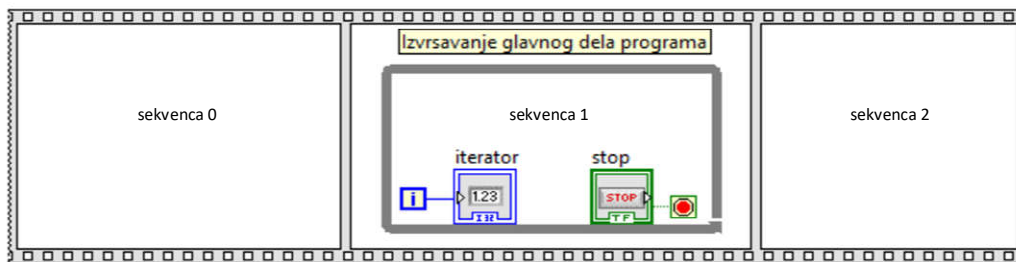 Izvrsavanje glavnog dela programa
sekvenca 0
sekvenca 1
sekvenca 2
iterator
stop
i
1.23
I32
STOP
TF